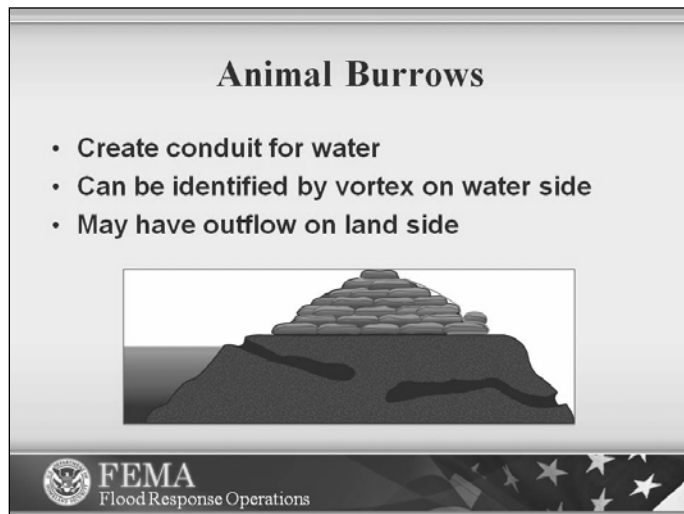 Animal Burrows
• Create conduit for water
• Can be identified by vortex on water side
• May have outflow on land side
FEMA
Flood Response Operations